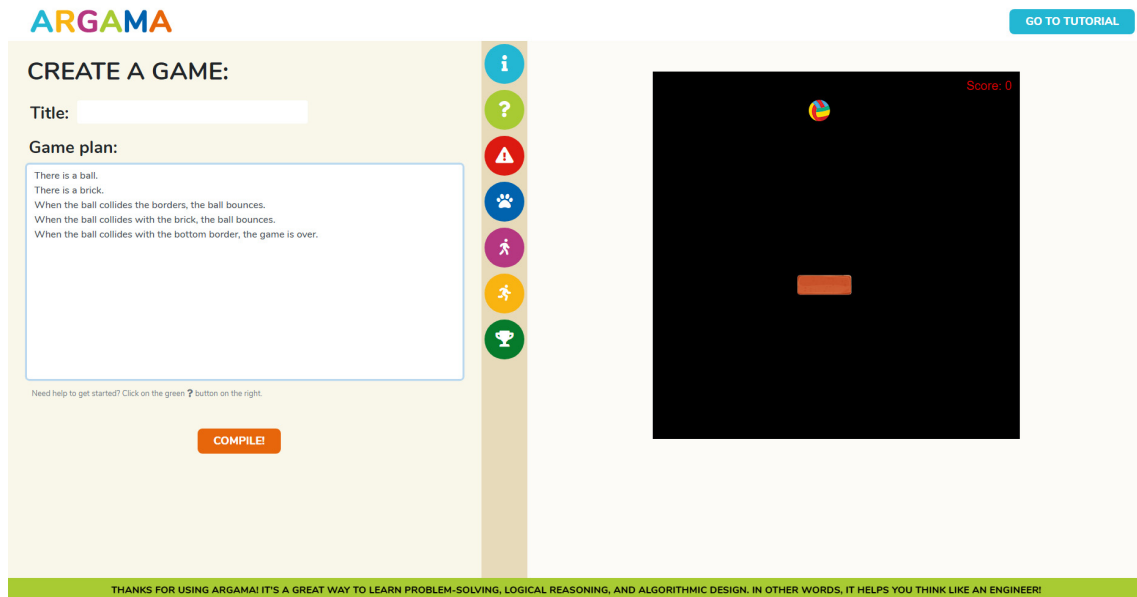 ARGAMA
GO TO TUTORIAL
CREATE A GAME:
Title:
Game plan:
There is a ball.
There is a brick.
When the ball collides the borders, the ball bounces.
When the ball collides with the brick, the ball bounces.
When the ball collides with the bottom border, the game is over.
Need help to get started? Click on the green ? button on the right.
COMPILE!
Score: 0
THANKS FOR USING ARGAMA! IT'S A GREAT WAY TO LEARN PROBLEM-SOLVING, LOGICAL REASONING, AND ALGORITHMIC DESIGN. IN OTHER WORDS, IT HELPS YOU THINK LIKE AN ENGINEER!